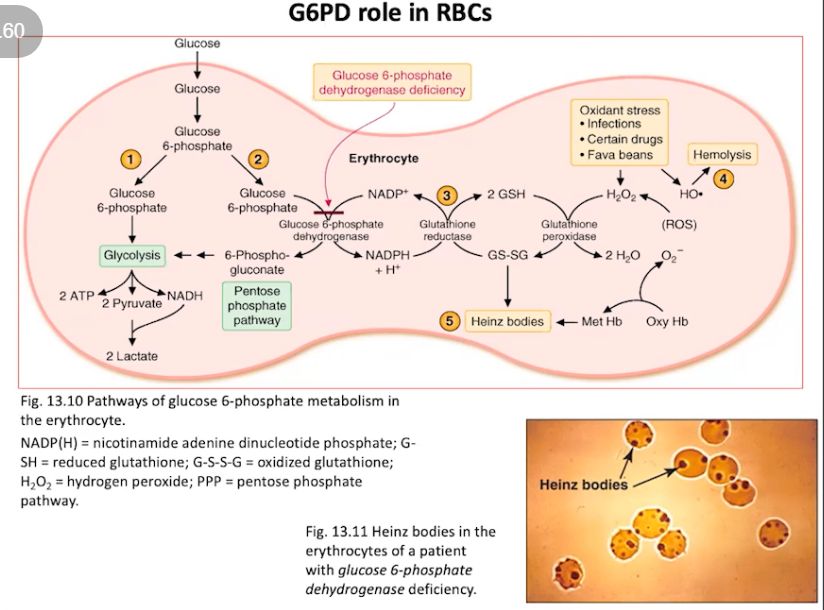 60
G6PD role in RBCs
Glucose
Glucose
Glucose
6-phosphate
Glucose 6-phosphate
dehydrogenase deficiency
Oxidant stress
• Infections
• Certain drugs
• Fava beans
Hemolysis
1
2
Erythrocyte
3
4
Glucose
6-phosphate
Glucose
6-phosphate
NADP⁺
2 GSH
H₂O₂
HO•
(ROS)
Glucose 6-phosphate
dehydrogenase
Glutathione
reductase
Glutathione
peroxidase
Glycolysis
6-Phospho-
gluconate
NADPH
+ H⁺
GS-SG
2 H₂O
O₂⁻
Pentose
phosphate
pathway
2 ATP
2 Pyruvate
NADH
5
Heinz bodies
Met Hb
Oxy Hb
2 Lactate
Fig. 13.10 Pathways of glucose 6-phosphate metabolism in
the erythrocyte.
NADP(H) = nicotinamide adenine dinucleotide phosphate; G-
SH = reduced glutathione; G-S-S-G = oxidized glutathione;
H₂O₂ = hydrogen peroxide; PPP = pentose phosphate
pathway.
Heinz bodies
Fig. 13.11 Heinz bodies in the
erythrocytes of a patient
with glucose 6-phosphate
dehydrogenase deficiency.